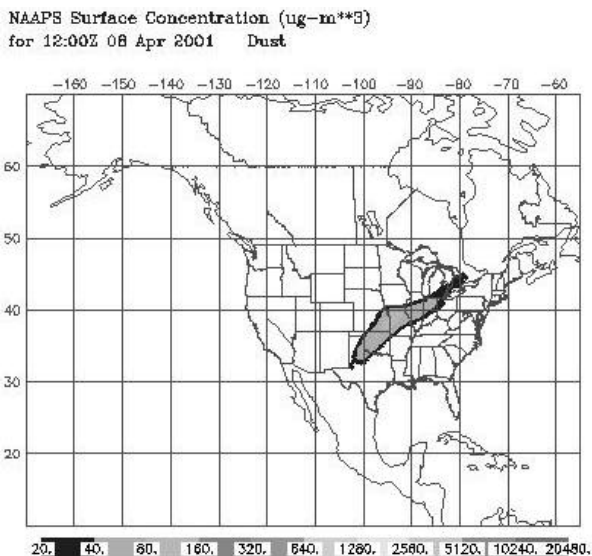 NAAPS Surface Concentration (ug-m**3)
for 12:00Z 08 Apr 2001 Dust
-160 -150 -140 -130 -120 -110 -100 -90 -80 -70 -60
60
50
40
30
20
20. 40. 80. 160. 320. 640. 1280. 2560. 5120. 10240. 20480.